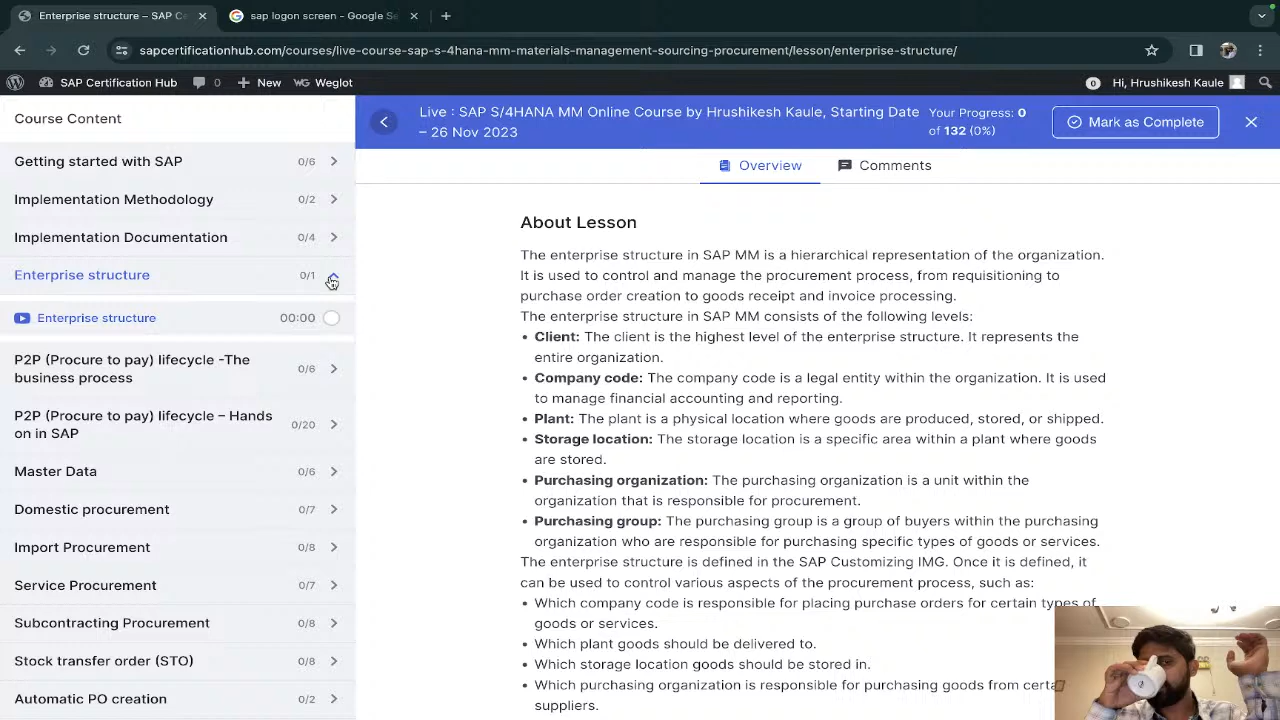 Enterprise structure – SAP C
sap logon screen - Google Se
sapcertificationhub.com/courses/live-course-sap-s-4hana-mm-materials-management-sourcing-procurement/lesson/enterprise-structure/
SAP Certification Hub 0 New WG Weglot 0 Hi, Hrushikesh Kaule
Course Content
Getting started with SAP 0/6
Implementation Methodology 0/2
Implementation Documentation 0/4
Enterprise structure 0/1
Enterprise structure 00:00
P2P (Procure to pay) lifecycle -The
business process 0/6
P2P (Procure to pay) lifecycle – Hands
on in SAP 0/20
Master Data 0/6
Domestic procurement 0/7
Import Procurement 0/8
Service Procurement 0/7
Subcontracting Procurement 0/8
Stock transfer order (STO) 0/8
Automatic PO creation 0/2
Live : SAP S/4HANA MM Online Course by Hrushikesh Kaule, Starting Date
– 26 Nov 2023
Your Progress: 0
of 132 (0%)
Mark as Complete
Overview Comments
About Lesson
The enterprise structure in SAP MM is a hierarchical representation of the organization.
It is used to control and manage the procurement process, from requisitioning to
purchase order creation to goods receipt and invoice processing.
The enterprise structure in SAP MM consists of the following levels:
• Client: The client is the highest level of the enterprise structure. It represents the
entire organization.
• Company code: The company code is a legal entity within the organization. It is used
to manage financial accounting and reporting.
• Plant: The plant is a physical location where goods are produced, stored, or shipped.
• Storage location: The storage location is a specific area within a plant where goods
are stored.
• Purchasing organization: The purchasing organization is a unit within the
organization that is responsible for procurement.
• Purchasing group: The purchasing group is a group of buyers within the purchasing
organization who are responsible for purchasing specific types of goods or services.
The enterprise structure is defined in the SAP Customizing IMG. Once it is defined, it
can be used to control various aspects of the procurement process, such as:
• Which company code is responsible for placing purchase orders for certain types of
goods or services.
• Which plant goods should be delivered to.
• Which storage location goods should be stored in.
• Which purchasing organization is responsible for purchasing goods from certa
suppliers.